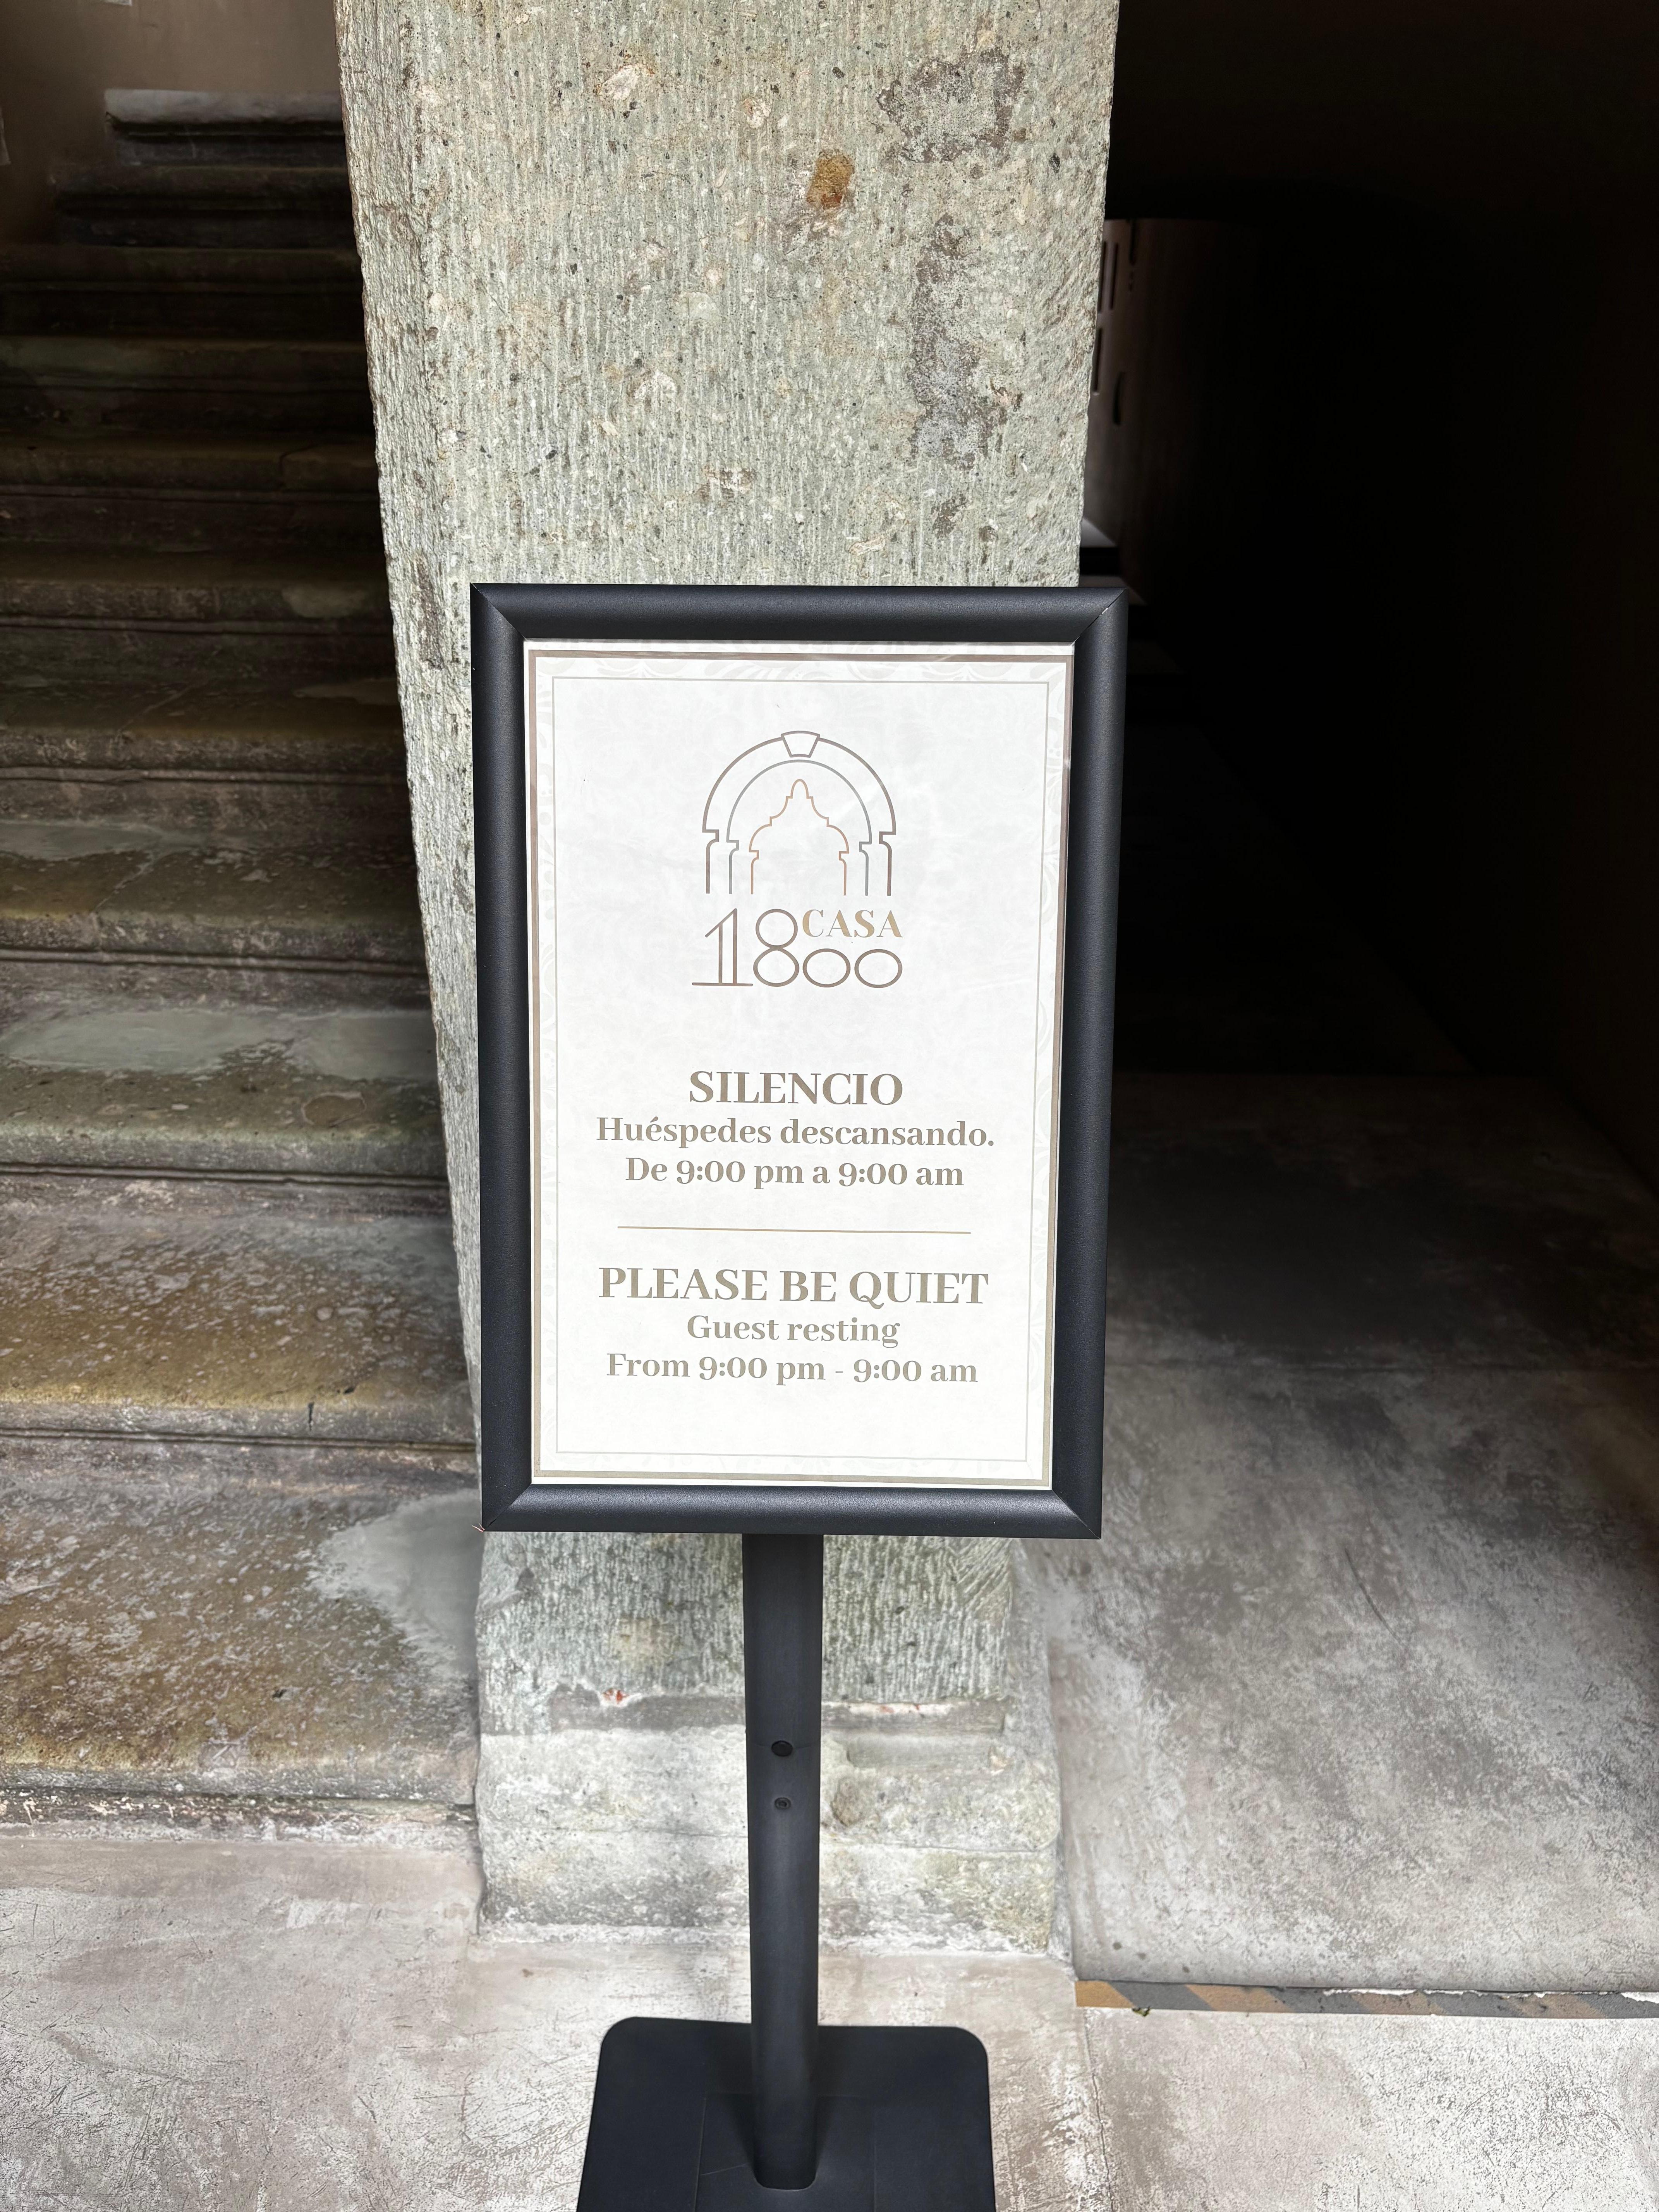 CASA
1800
SILENCIO
Huéspedes descansando.
De 9:00 pm a 9:00 am
PLEASE BE QUIET
Guest resting
From 9:00 pm - 9:00 am